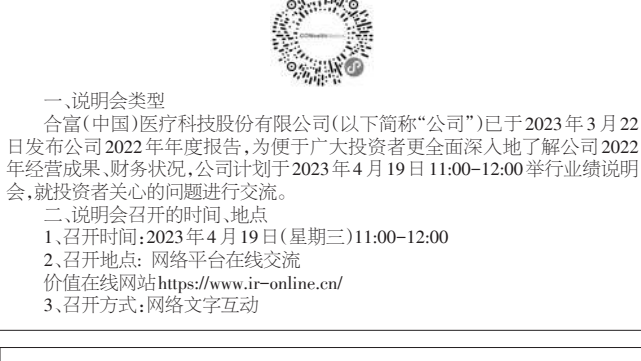 一、说明会类型
合富(中国)医疗科技股份有限公司(以下简称“公司”)已于2023年3月22
日发布公司2022年年度报告,为便于广大投资者更全面深入地了解公司2022
年经营成果、财务状况,公司计划于2023年4月19日11:00-12:00举行业绩说明
会,就投资者关心的问题进行交流。
二、说明会召开的时间、地点
1、召开时间:2023年4月19日(星期三)11:00-12:00
2、召开地点: 网络平台在线交流
价值在线网站https://www.ir-online.cn/
3、召开方式:网络文字互动